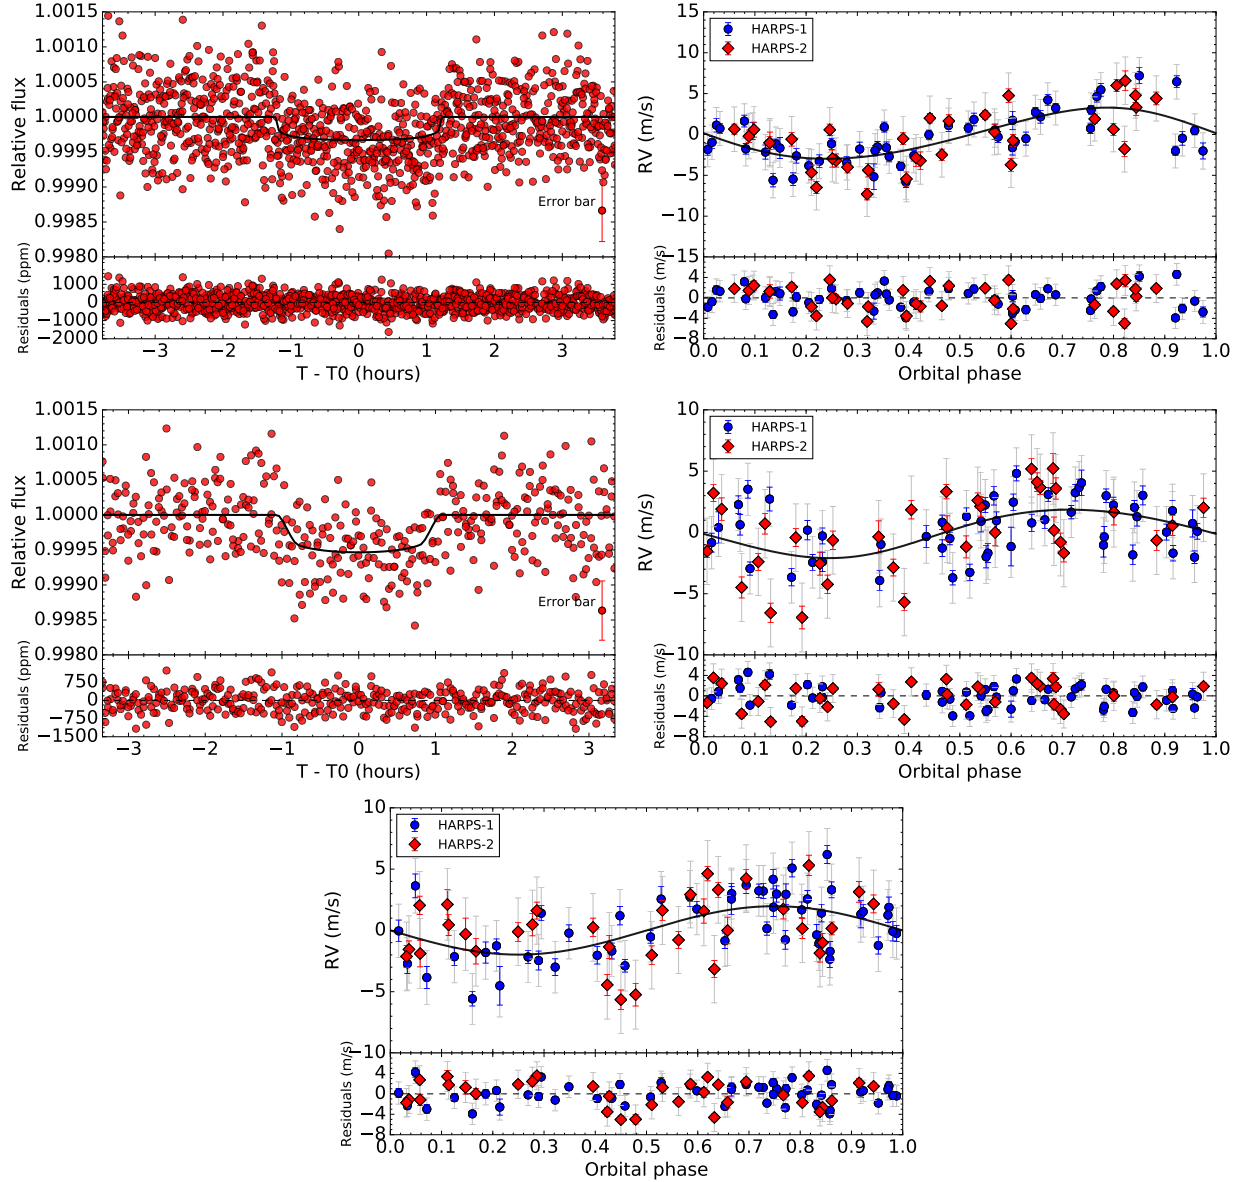 1.0015
1.0010
1.0005
1.0000
0.9995
0.9990
0.9985
0.9980
Relative flux
Error bar
1000
0
−1000
−2000
Residuals (ppm)
−3 −2 −1 0 1 2 3
T - T0 (hours)
15
10
5
0
−5
−10
−15
RV (m/s)
HARPS-1
HARPS-2
4
0
−4
−8
Residuals (m/s)
0.0 0.1 0.2 0.3 0.4 0.5 0.6 0.7 0.8 0.9 1.0
Orbital phase
1.0015
1.0010
1.0005
1.0000
0.9995
0.9990
0.9985
0.9980
Relative flux
Error bar
750
0
−750
−1500
Residuals (ppm)
−3 −2 −1 0 1 2 3
T - T0 (hours)
10
5
0
−5
−10
RV (m/s)
HARPS-1
HARPS-2
4
0
−4
−8
Residuals (m/s)
0.0 0.1 0.2 0.3 0.4 0.5 0.6 0.7 0.8 0.9 1.0
Orbital phase
10
5
0
−5
−10
RV (m/s)
HARPS-1
HARPS-2
4
0
−4
−8
Residuals (m/s)
0.0 0.1 0.2 0.3 0.4 0.5 0.6 0.7 0.8 0.9 1.0
Orbital phase